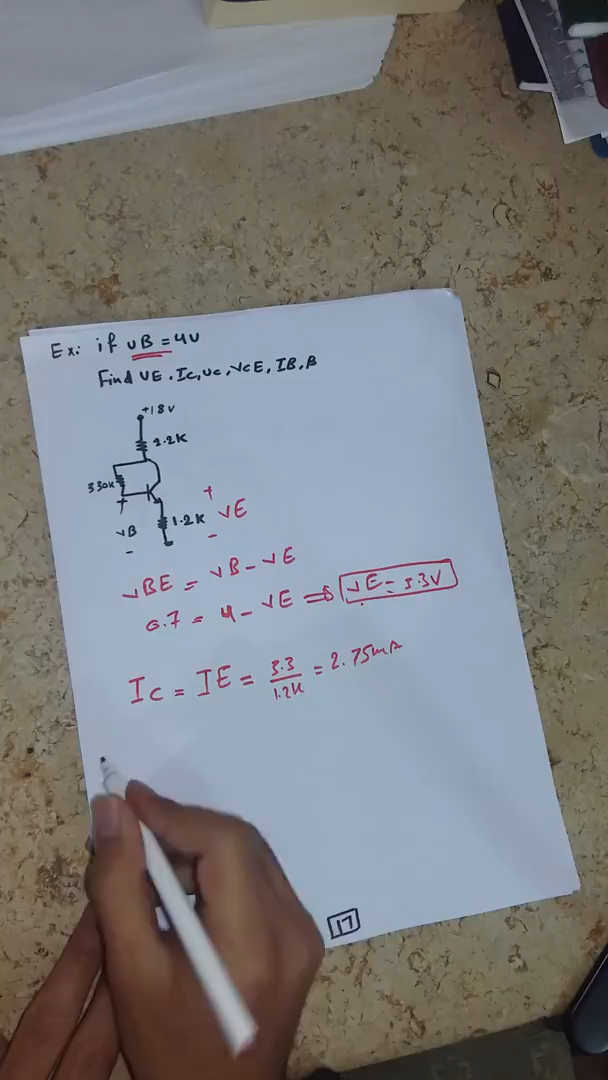 Ex: if vB = 4v
Find VE, Ic, vc, VCE, IB, B
+18V
2.2K
330K
+
+
1.2K
VE
VB
-
-
VBE = VB - VE
0.7 = 4 - VE ⇒ VE = 3.3V
Ic = IE = 3.3/1.2K = 2.75mA
17